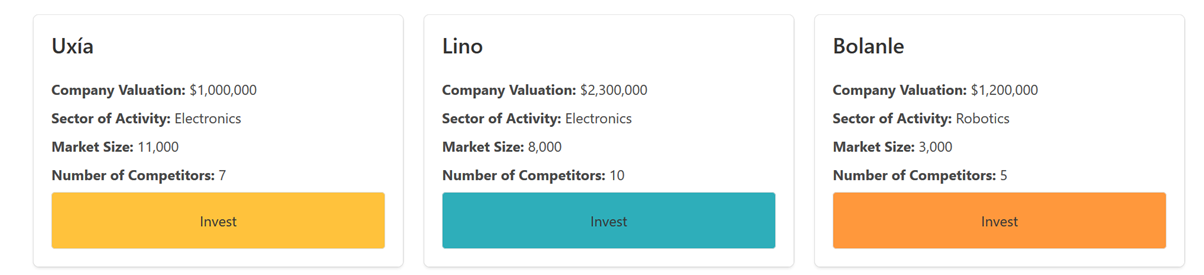 Uxía
Company Valuation: $1,000,000
Sector of Activity: Electronics
Market Size: 11,000
Number of Competitors: 7
Invest
Lino
Company Valuation: $2,300,000
Sector of Activity: Electronics
Market Size: 8,000
Number of Competitors: 10
Invest
Bolanle
Company Valuation: $1,200,000
Sector of Activity: Robotics
Market Size: 3,000
Number of Competitors: 5
Invest